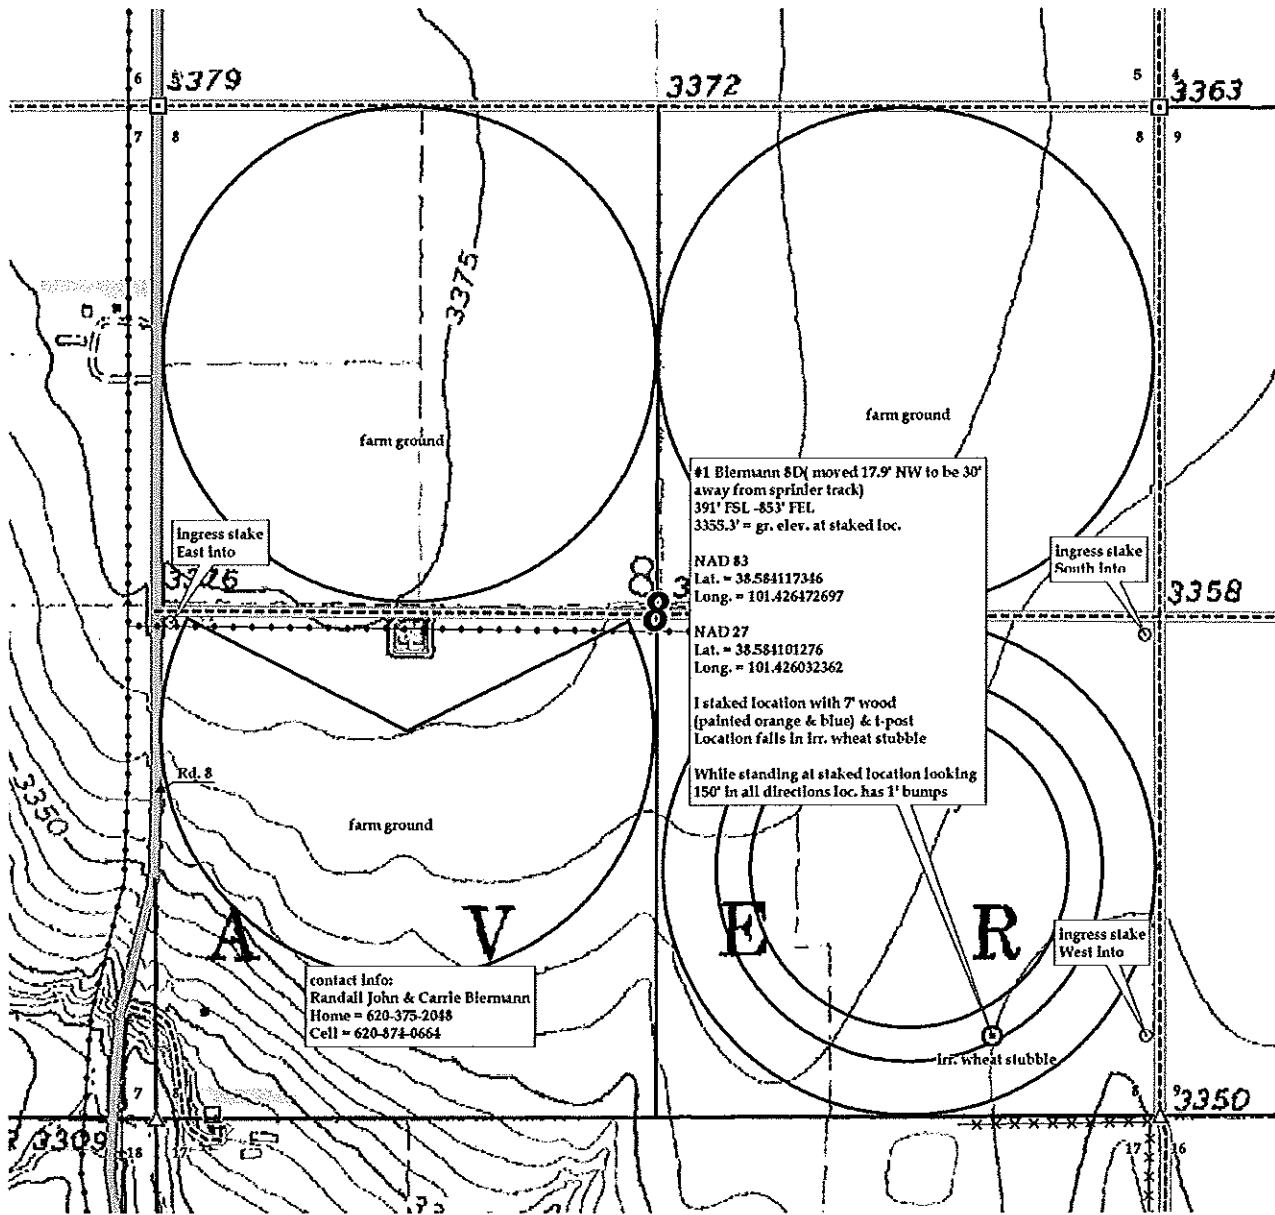 6
5
3379
3372
5
4
3363
7
8
8
9
3375
farm ground
farm ground
#1 Biermann 8D( moved 17.9' NW to be 30'
away from sprinler track)
391' FSL -853' FEL
3355.3' = gr. elev. at staked loc.
NAD 83
Lat. = 38.584117346
Long. = 101.426472697
NAD 27
Lat. = 38.584101276
Long. = 101.426032362
I staked location with 7' wood
(painted orange & blue) & t-post
Location falls in irr. wheat stubble
While standing at staked location looking
150' in all directions loc. has 1' bumps
ingress stake
East into
ingress stake
South into
8
3358
Rd. 8
3350
farm ground
A V E R
ingress stake
West into
contact info:
Randall John & Carrie Biermann
Home = 620-375-2048
Cell = 620-874-0664
irr. wheat stubble
7
8
8
9
3350
3309
18
17
17
16